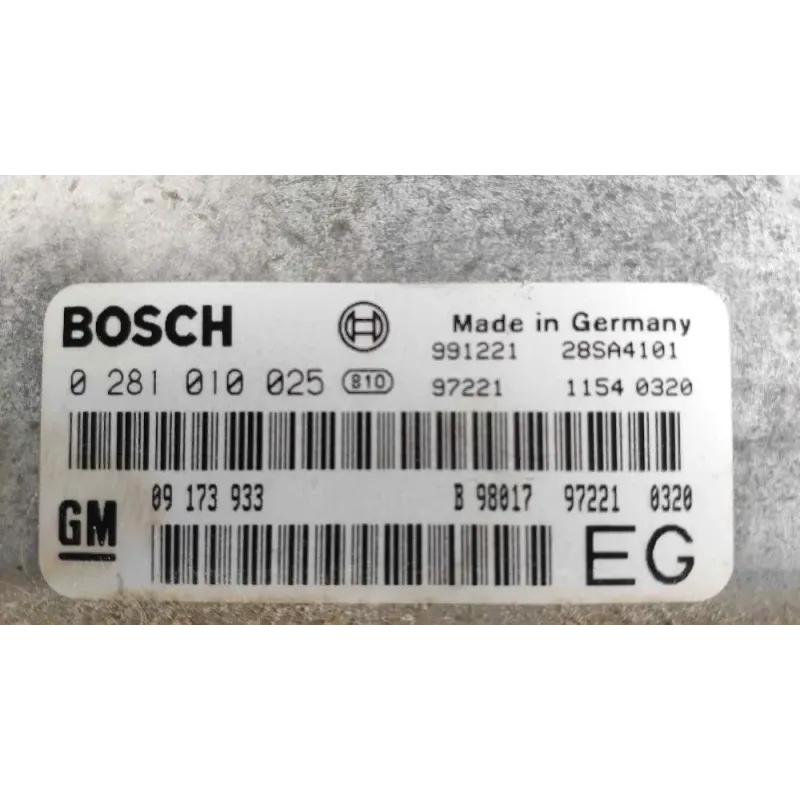 BOSCH Made in Germany
991221 28SA4101
0 281 010 025 810 97221 1154 0320
09 173 933 B 98017 97221 0320
GM EG